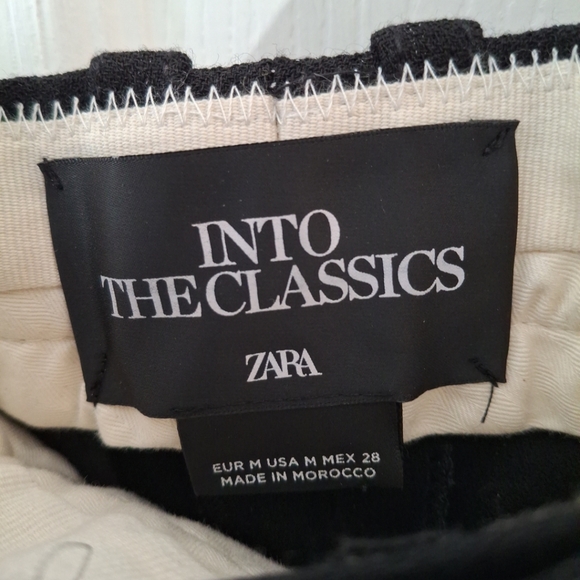 INTO
THE CLASSICS
ZARA
EUR M USA M MEX 28
MADE IN MOROCCO